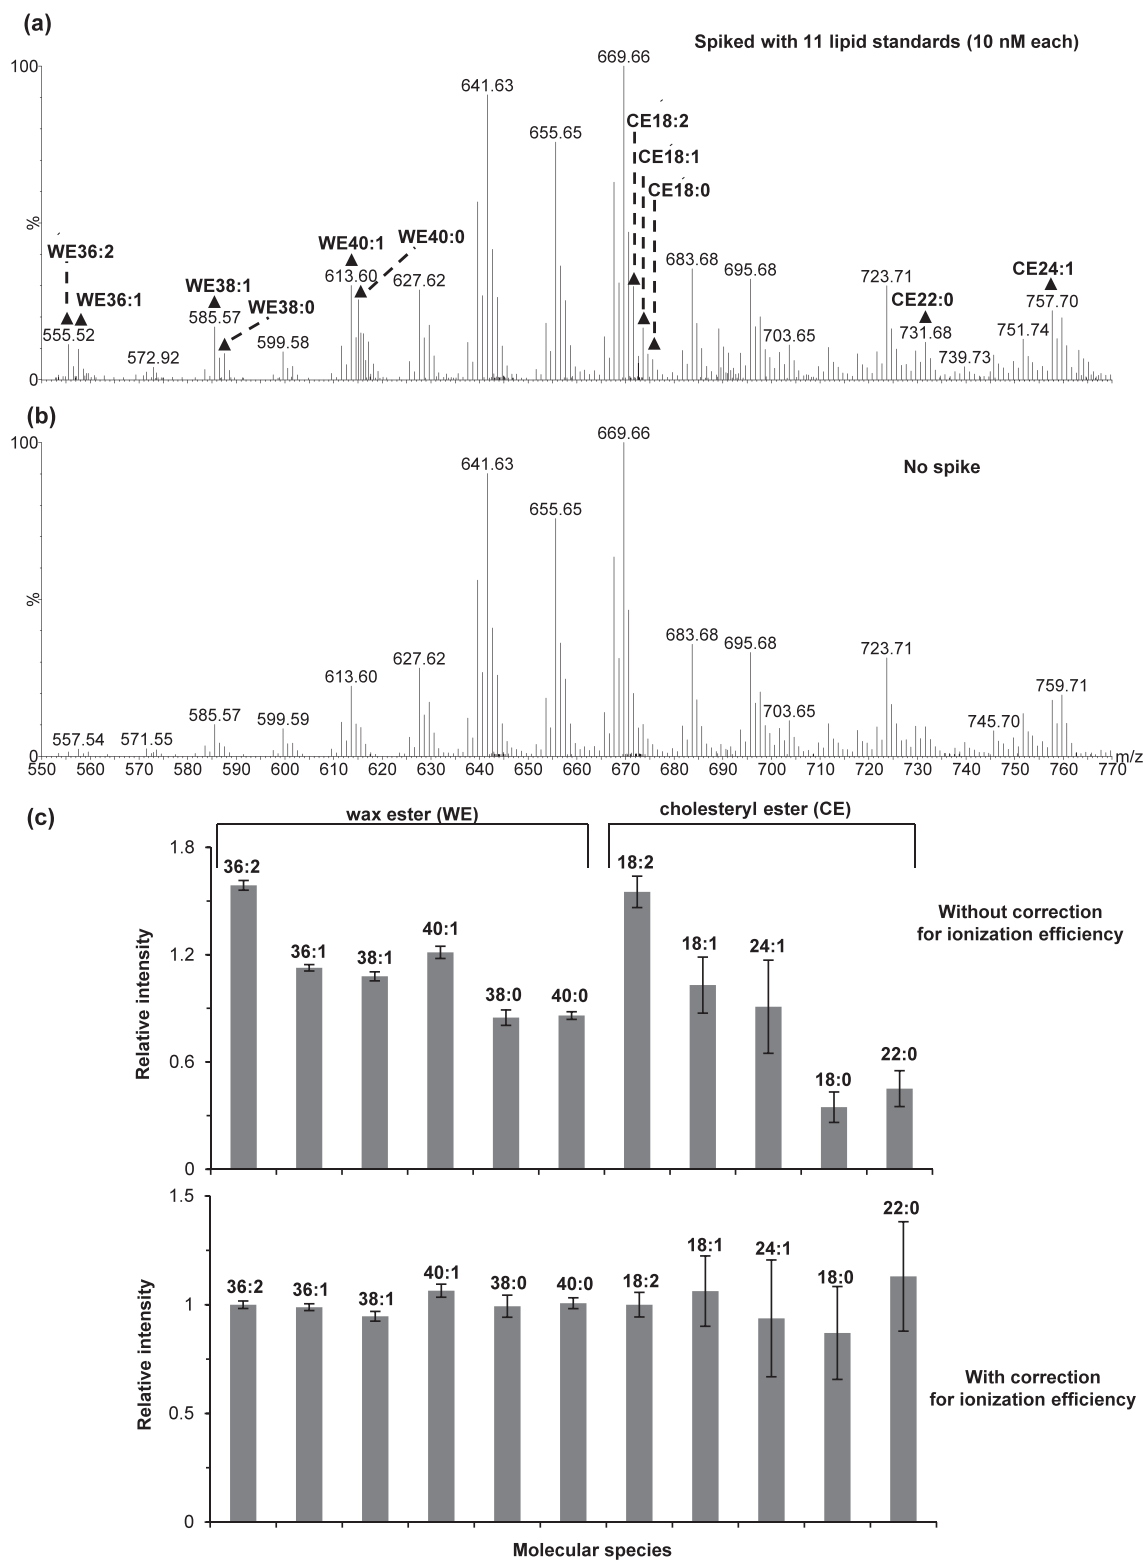 (a)
Spiked with 11 lipid standards (10 nM each)
100
%
0
669.66
641.63
655.65
CE18:2
CE18:1
CE18:0
WE36:2
WE36:1
555.52
572.92
WE38:1
585.57
WE38:0
599.58
WE40:1
613.60
WE40:0
627.62
683.68
695.68
703.65
723.71
CE22:0
731.68
739.73
751.74
CE24:1
757.70
(b)
No spike
100
%
0
669.66
641.63
655.65
557.54
571.55
585.57
599.59
613.60
627.62
683.68
695.68
703.65
723.71
745.70
759.71
550 560 570 580 590 600 610 620 630 640 650 660 670 680 690 700 710 720 730 740 750 760 770 m/z
(c)
wax ester (WE)
cholesteryl ester (CE)
Relative intensity
1.8
1.2
0.6
0
36:2
36:1
38:1
40:1
38:0
40:0
18:2
18:1
24:1
18:0
22:0
Without correction
for ionization efficiency
Relative intensity
1.5
1
0.5
0
36:2
36:1
38:1
40:1
38:0
40:0
18:2
18:1
24:1
18:0
22:0
With correction
for ionization efficiency
Molecular species